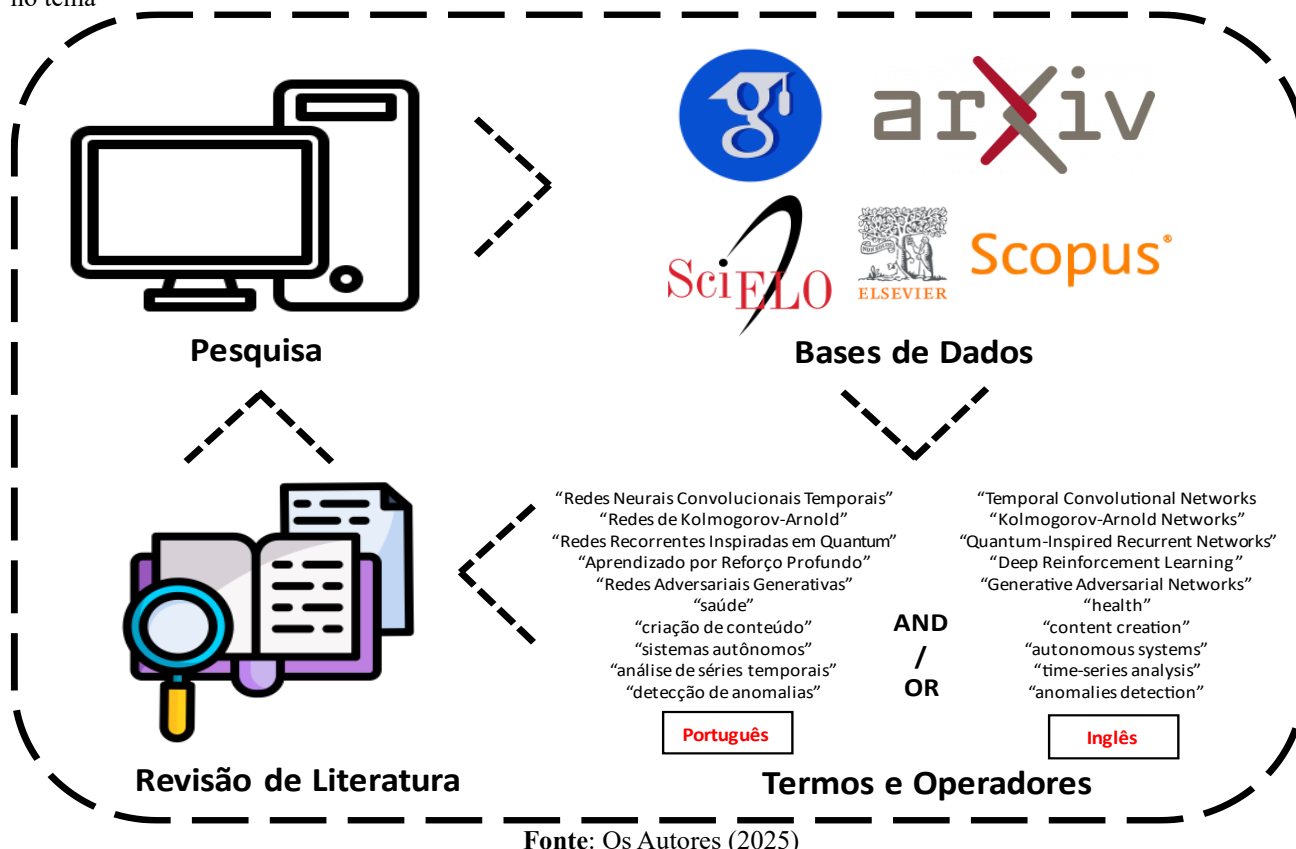 no tema
arXiv
SciELO
ELSEVIER
Scopus®
Pesquisa
Bases de Dados
“Redes Neurais Convolucionais Temporais”
“Redes de Kolmogorov-Arnold”
“Redes Recorrentes Inspiradas em Quantum”
“Aprendizado por Reforço Profundo”
“Redes Adversariais Generativas”
“saúde”
“criação de conteúdo”
“sistemas autônomos”
“análise de séries temporais”
“detecção de anomalias”
AND
/
OR
“Temporal Convolutional Networks
“Kolmogorov-Arnold Networks”
“Quantum-Inspired Recurrent Networks”
“Deep Reinforcement Learning”
“Generative Adversarial Networks”
“health”
“content creation”
“autonomous systems”
“time-series analysis”
“anomalies detection”
Português
Inglês
Revisão de Literatura
Termos e Operadores
Fonte: Os Autores (2025)